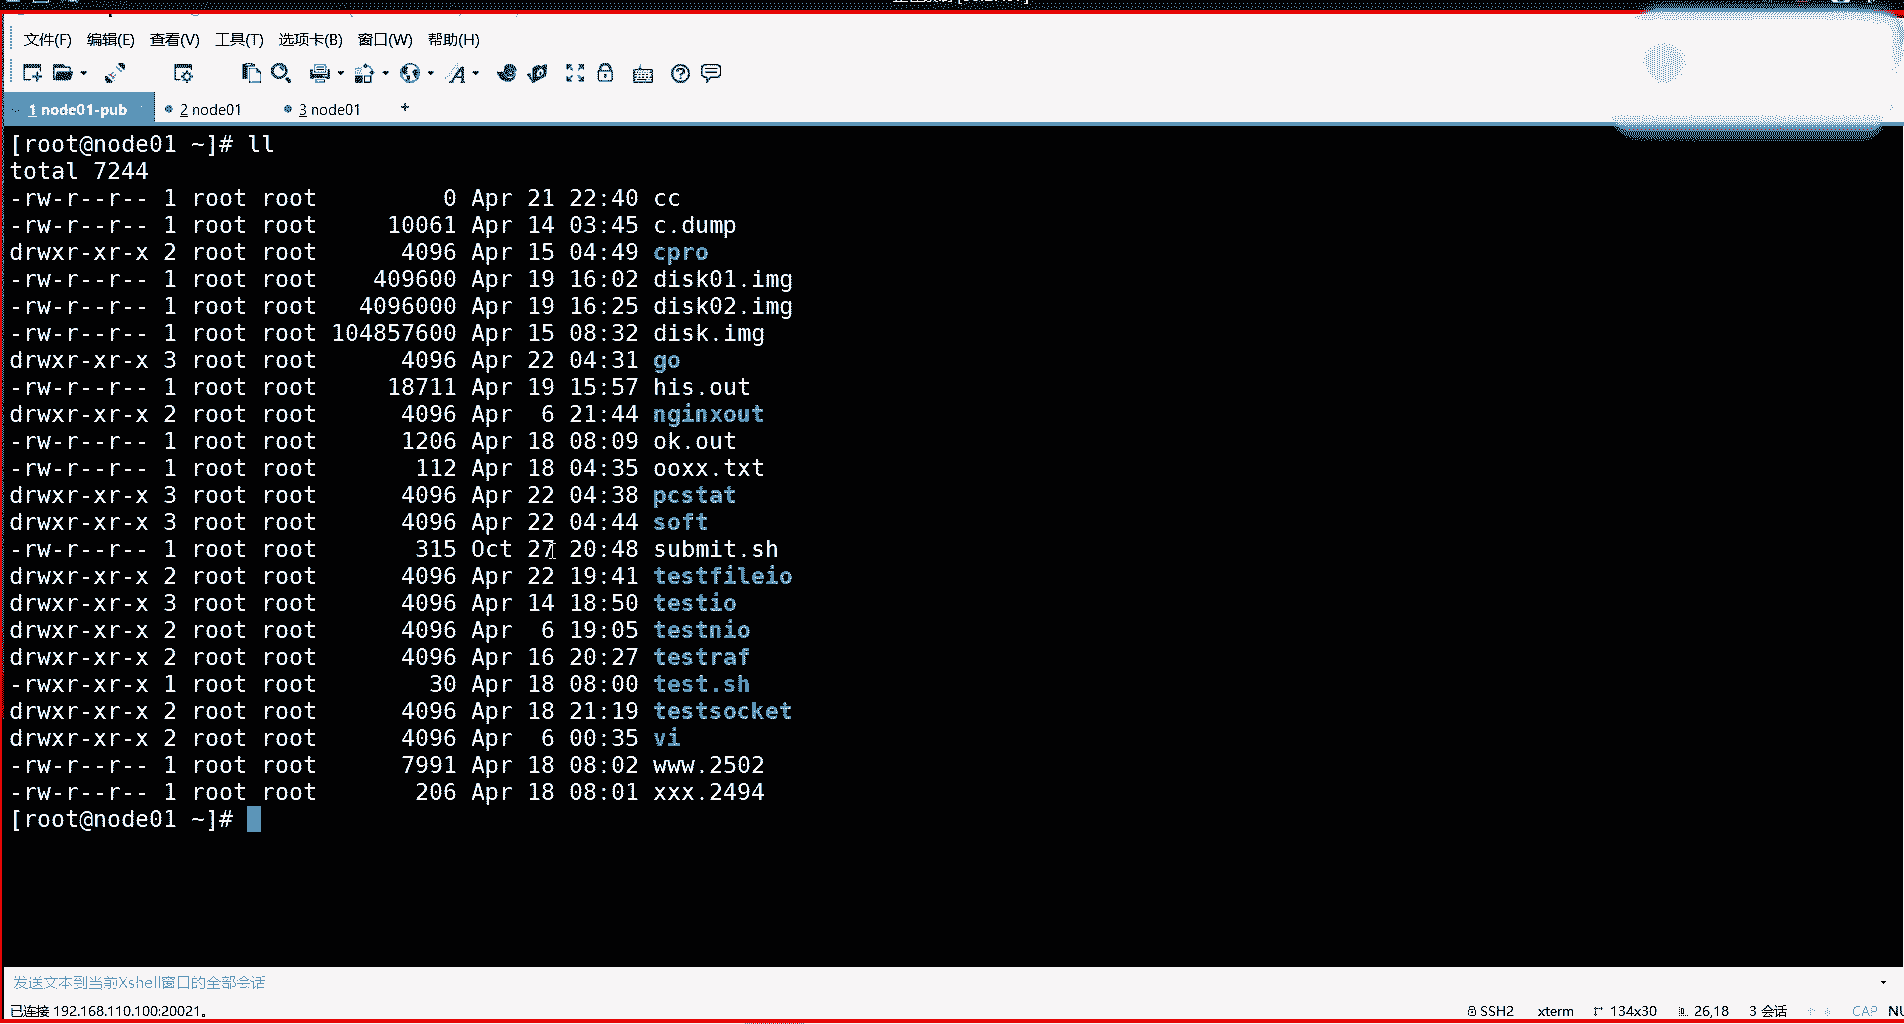 文件(F) 编辑(E) 查看(V) 工具(T) 选项卡(B) 窗口(W) 帮助(H)
1 node01-pub 2 node01 3 node01 +
[root@node01 ~]# ll
total 7244
-rw-r--r-- 1 root root 0 Apr 21 22:40 cc
-rw-r--r-- 1 root root 10061 Apr 14 03:45 c.dump
drwxr-xr-x 2 root root 4096 Apr 15 04:49 cpro
-rw-r--r-- 1 root root 409600 Apr 19 16:02 disk01.img
-rw-r--r-- 1 root root 4096000 Apr 19 16:25 disk02.img
-rw-r--r-- 1 root root 104857600 Apr 15 08:32 disk.img
drwxr-xr-x 3 root root 4096 Apr 22 04:31 go
-rw-r--r-- 1 root root 18711 Apr 19 15:57 his.out
drwxr-xr-x 2 root root 4096 Apr 6 21:44 nginxout
-rw-r--r-- 1 root root 1206 Apr 18 08:09 ok.out
-rw-r--r-- 1 root root 112 Apr 18 04:35 ooxx.txt
drwxr-xr-x 3 root root 4096 Apr 22 04:38 pcstat
drwxr-xr-x 3 root root 4096 Apr 22 04:44 soft
-rw-r--r-- 1 root root 315 Oct 27 20:48 submit.sh
drwxr-xr-x 2 root root 4096 Apr 22 19:41 testfileio
drwxr-xr-x 3 root root 4096 Apr 14 18:50 testio
drwxr-xr-x 2 root root 4096 Apr 6 19:05 testnio
drwxr-xr-x 2 root root 4096 Apr 16 20:27 testraf
-rwxr-xr-x 1 root root 30 Apr 18 08:00 test.sh
drwxr-xr-x 2 root root 4096 Apr 18 21:19 testsocket
drwxr-xr-x 2 root root 4096 Apr 6 00:35 vi
-rw-r--r-- 1 root root 7991 Apr 18 08:02 www.2502
-rw-r--r-- 1 root root 206 Apr 18 08:01 xxx.2494
[root@node01 ~]#
发送文本到当前Xshell窗口的全部会话
已连接 192.168.110.100:20021。 SSH2 xterm 134x30 26,18 3 会话 CAP